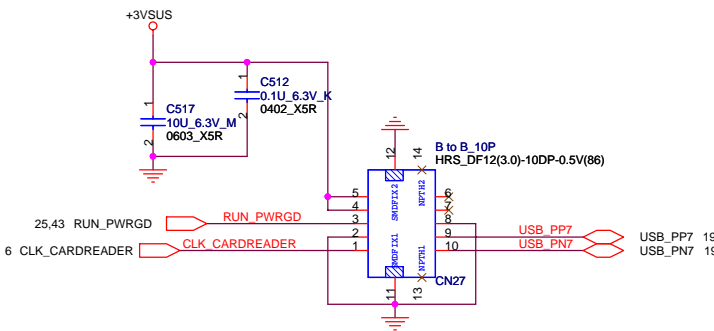 +3VSUS
1
C512
0.1U_6.3V_K
0402_X5R
2
1
C517
10U_6.3V_M
0603_X5R
2
12
14
B to B_10P
HRS_DF12(3.0)-10DP-0.5V(86)
SMDFIX2
NPTH2
5
6
4
7
25,43 RUN_PWRGD
RUN_PWRGD
3
8
2
9
USB_PP7
USB_PP7 19
6 CLK_CARDREADER
CLK_CARDREADER
1
10
USB_PN7
USB_PN7 19
SMDFIX1
NPTH1
CN27
11
13